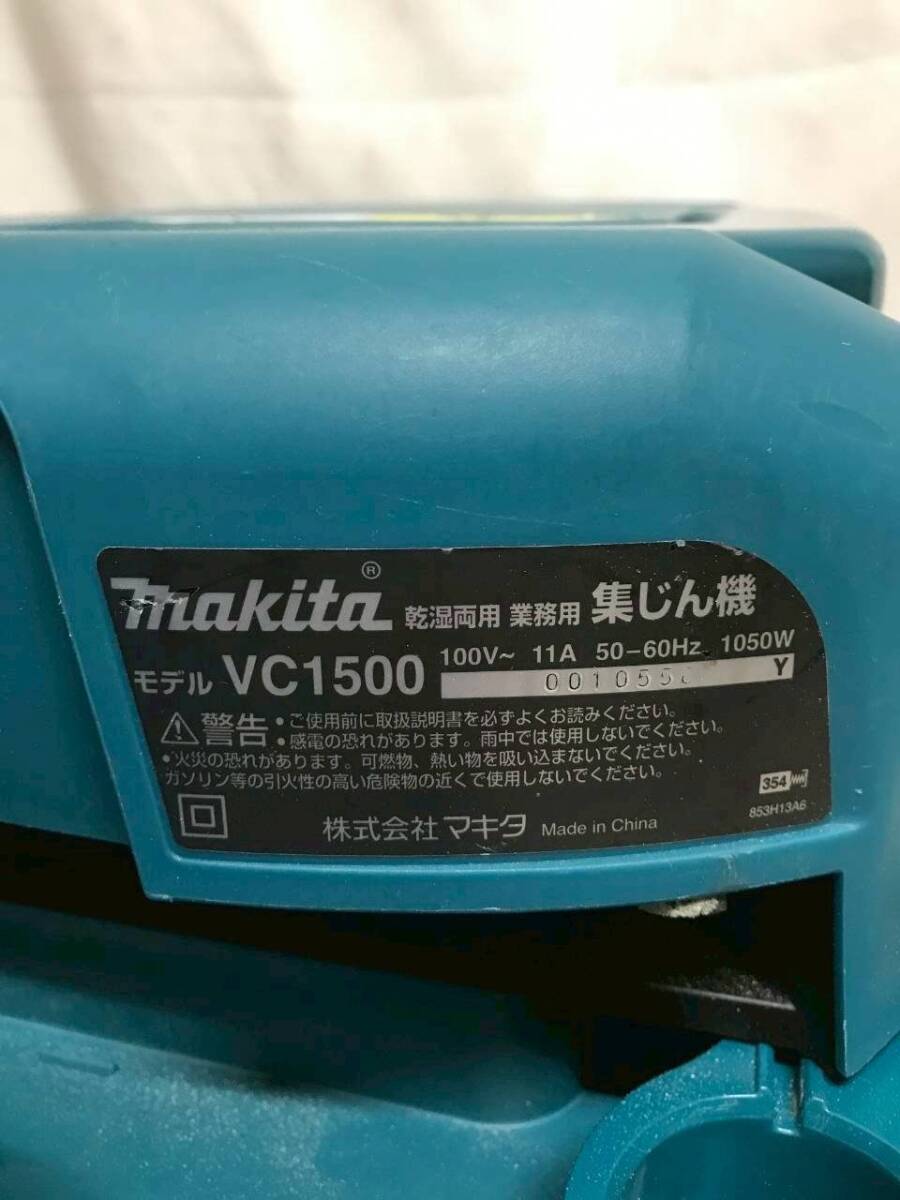 makita® 乾湿両用 業務用 集じん機
モデル VC1500 100V~ 11A 50-60Hz 1050W
Y
警告 •ご使用前に取扱説明書を必ずよくお読みください。
•感電の恐れがあります。雨中では使用しないでください。
•火災の恐れがあります。可燃物、熱い物を吸い込まないでください。
ガソリン等の引火性の高い危険物の近くで使用しないでください。
354
853H13A6
株式会社 マキタ Made in China